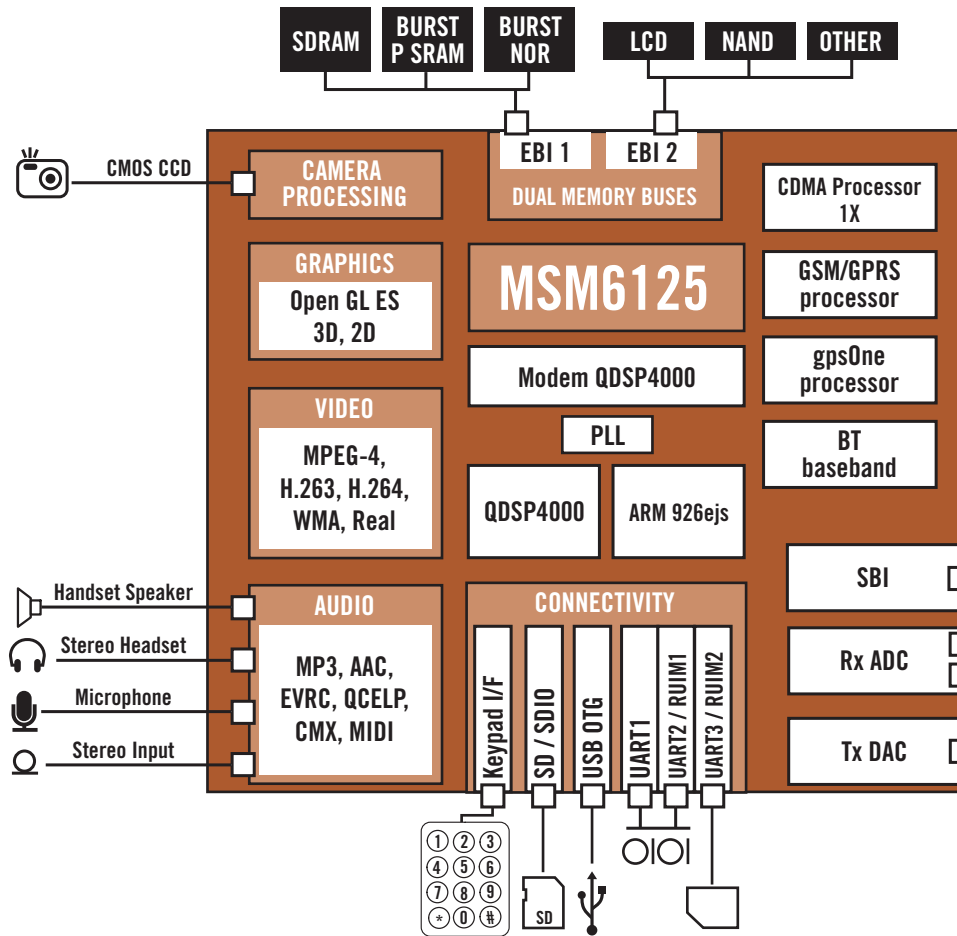 SDRAM
BURST
P SRAM
BURST
NOR
LCD
NAND
OTHER
EBI 1
EBI 2
DUAL MEMORY BUSES
CMOS CCD
CAMERA
PROCESSING
CDMA Processor
1X
GRAPHICS
Open GL ES
3D, 2D
MSM6125
GSM/GPRS
processor
Modem QDSP4000
gpsOne
processor
VIDEO
MPEG-4,
H.263, H.264,
WMA, Real
PLL
BT
baseband
QDSP4000
ARM 926ejs
SBI
Rx ADC
Tx DAC
Handset Speaker
Stereo Headset
Microphone
Stereo Input
AUDIO
MP3, AAC,
EVRC, QCELP,
CMX, MIDI
CONNECTIVITY
Keypad I/F
SD / SDIO
USB OTG
UART1
UART2 / RUIM1
UART3 / RUIM2
1 2 3
4 5 6
7 8 9
* 0 #
SD